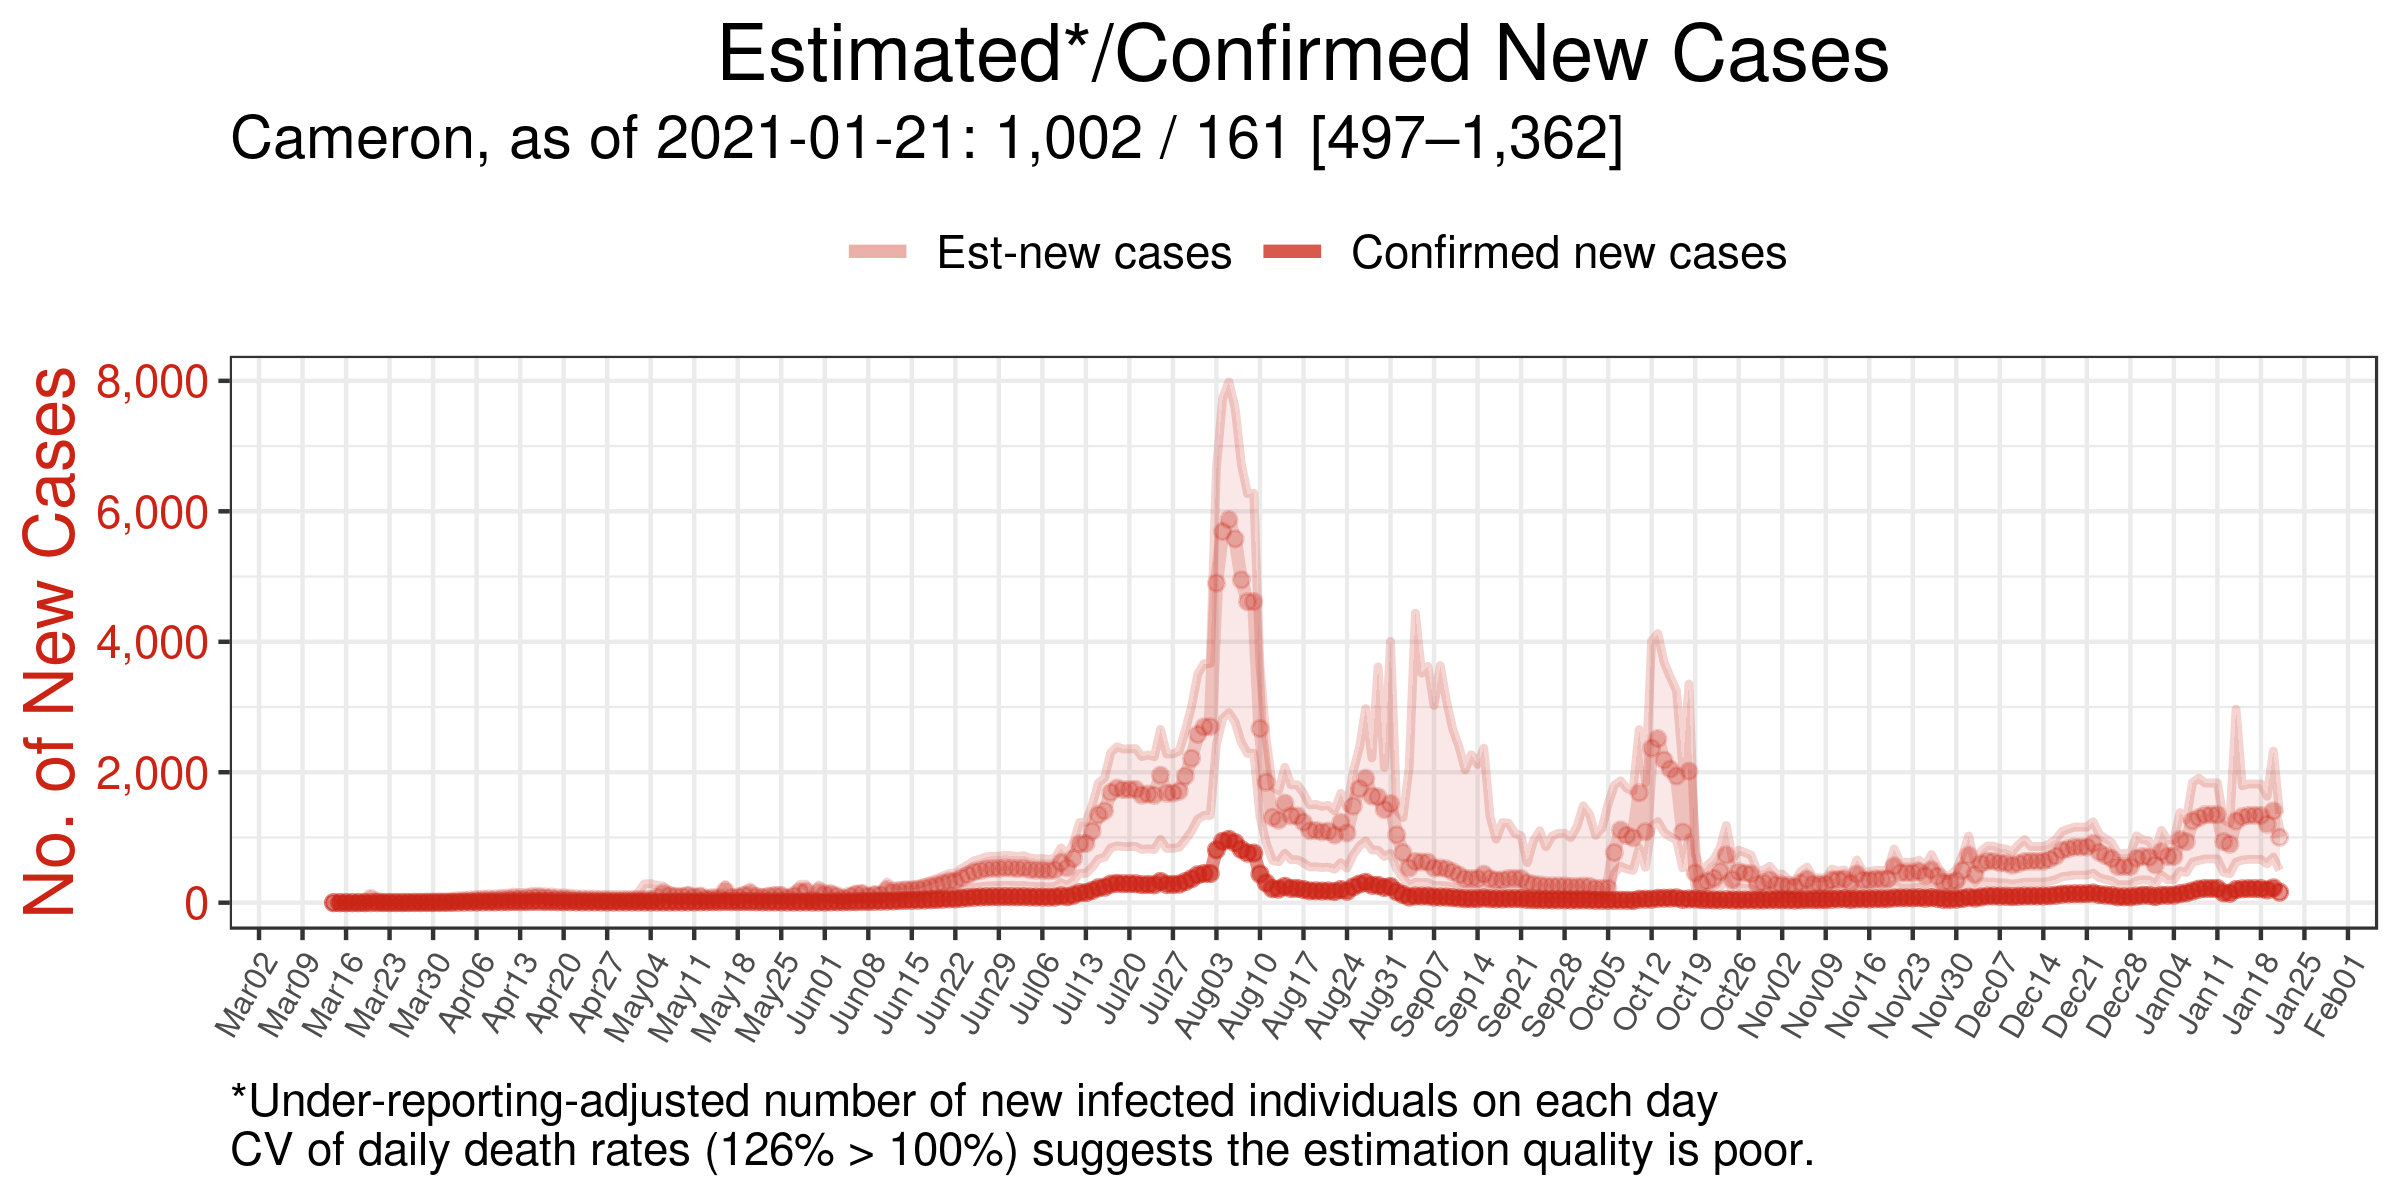 Estimated*/Confirmed New Cases
Cameron, as of 2021-01-21: 1,002 / 161 [497–1,362]
Est-new cases Confirmed new cases
No. of New Cases
8,000
6,000
4,000
2,000
0
Mar02 Mar09 Mar16 Mar23 Mar30 Apr06 Apr13 Apr20 Apr27 May04 May11 May18 May25 Jun01 Jun08 Jun15 Jun22 Jun29 Jul06 Jul13 Jul20 Jul27 Aug03 Aug10 Aug17 Aug24 Aug31 Sep07 Sep14 Sep21 Sep28 Oct05 Oct12 Oct19 Oct26 Nov02 Nov09 Nov16 Nov23 Nov30 Dec07 Dec14 Dec21 Dec28 Jan04 Jan11 Jan18 Jan25 Feb01
*Under-reporting-adjusted number of new infected individuals on each day
CV of daily death rates (126% > 100%) suggests the estimation quality is poor.